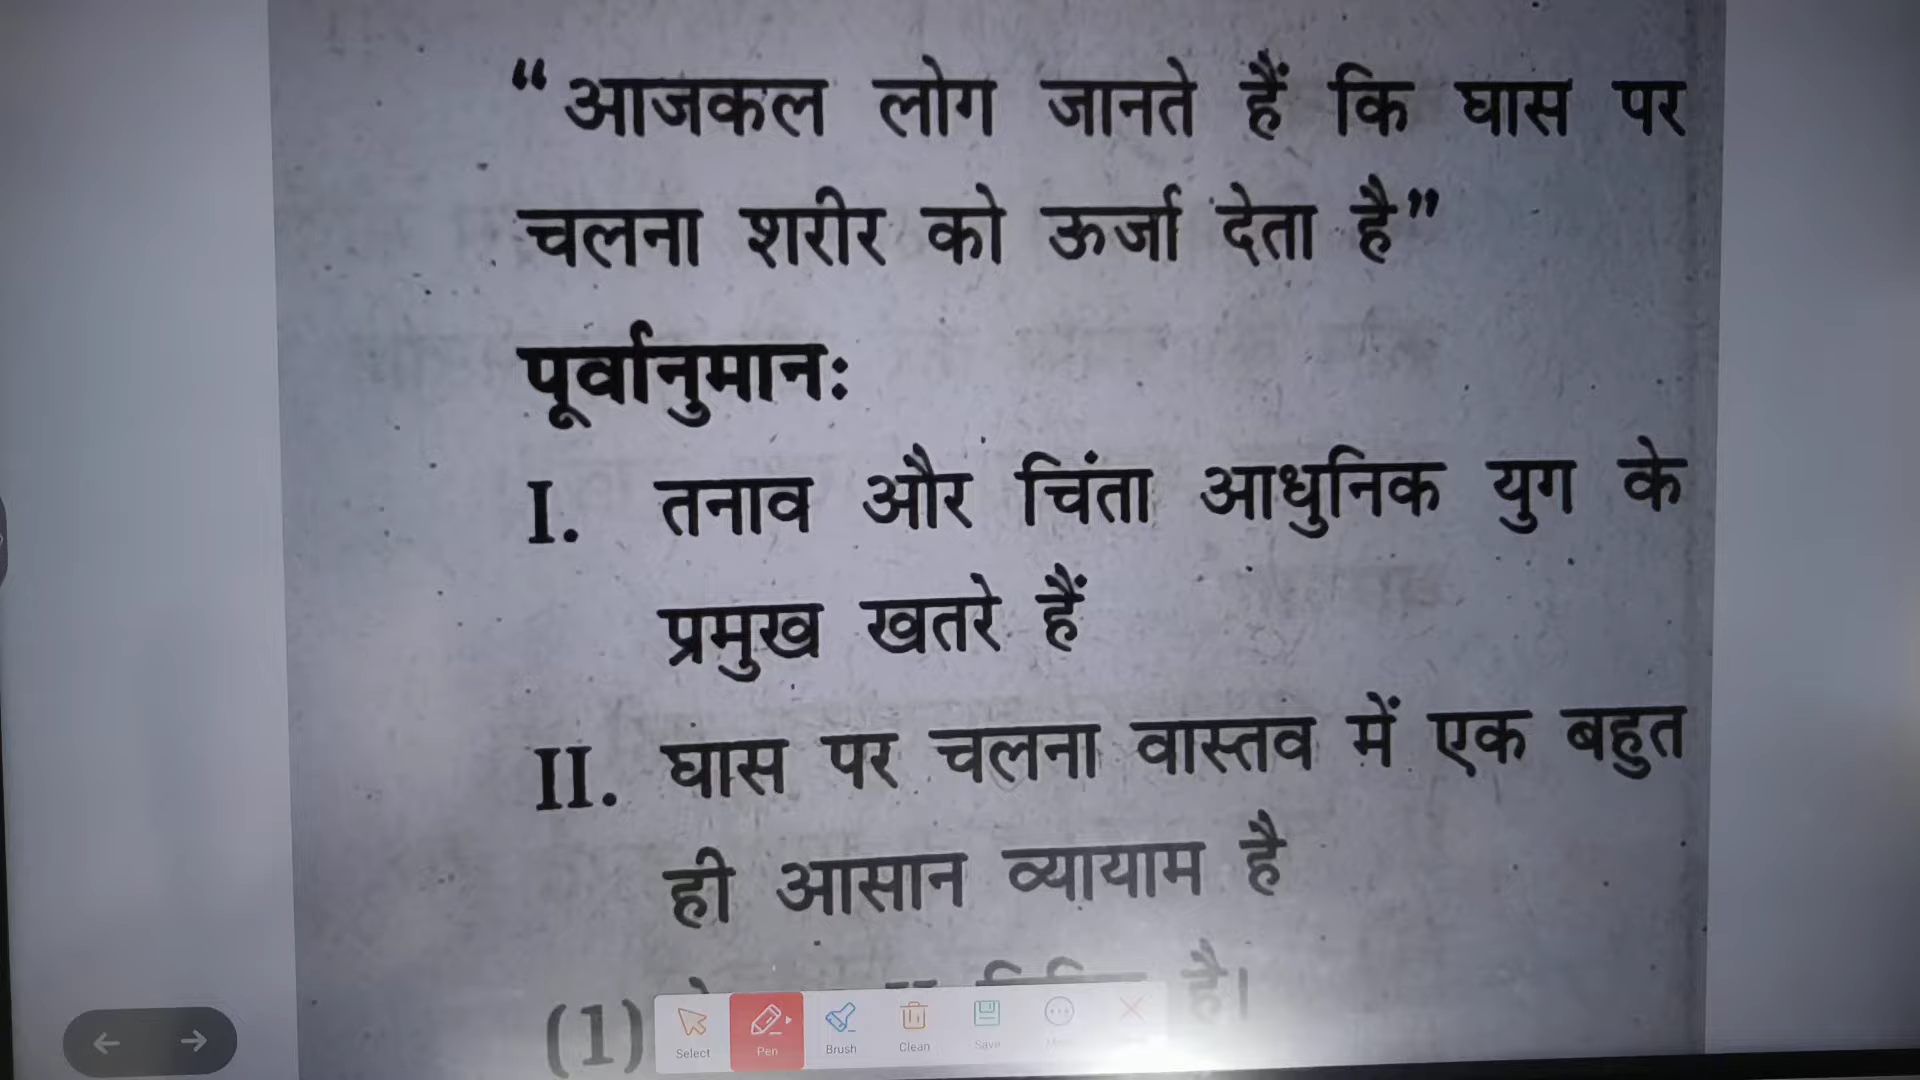 “आजकल लोग जानते हैं कि घास पर
चलना शरीर को ऊर्जा देता है”
पूर्वानुमानः
I. तनाव और चिंता आधुनिक युग के
प्रमुख खतरे हैं
II. घास पर चलना वास्तव में एक बहुत
ही आसान व्यायाम है
(1) है।
Select Pen Brush Clean Save